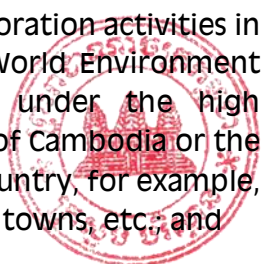 oration activities in
World Environment
under the high
of Cambodia or the
untry, for example,
towns, etc.; and